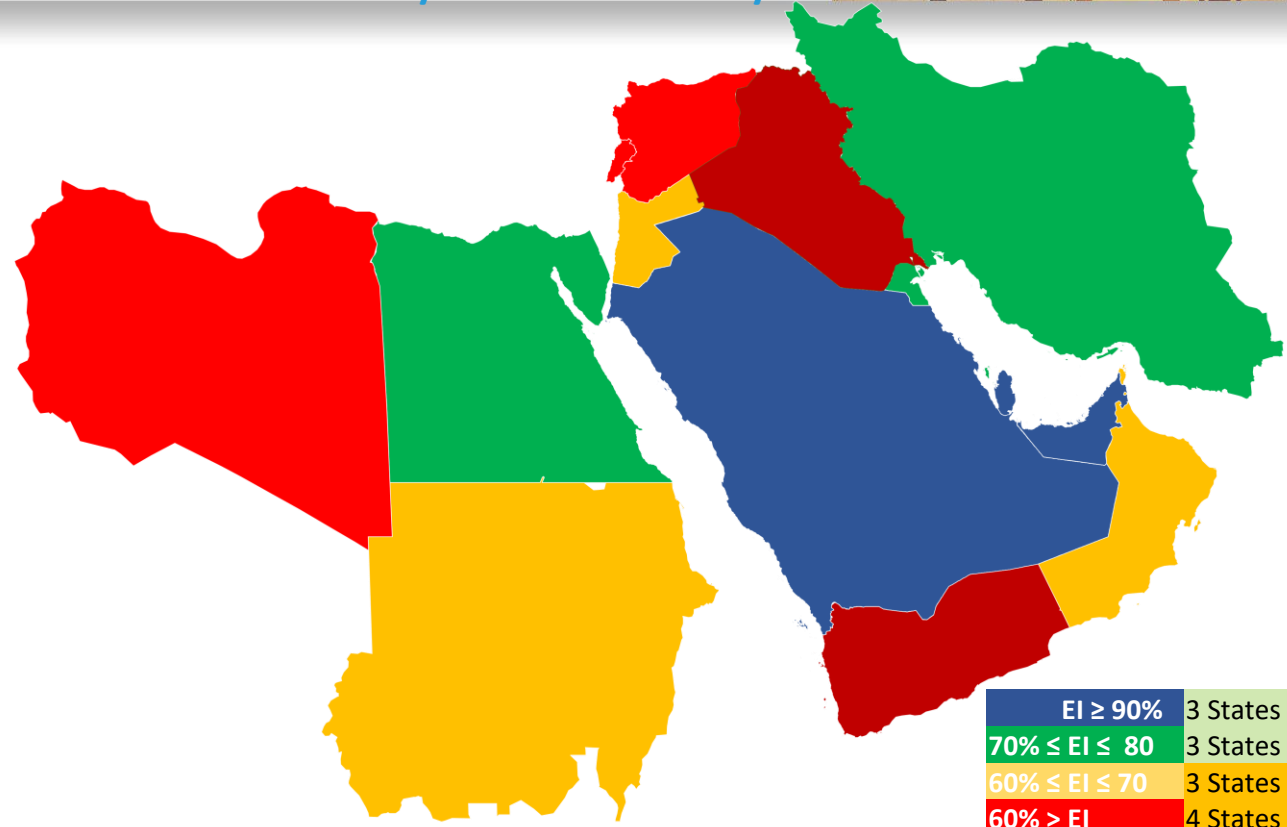 EI ≥ 90% 3 States
70% ≤ EI ≤ 80 3 States
60% ≤ EI ≤ 70 3 States
60% > EI 4 States